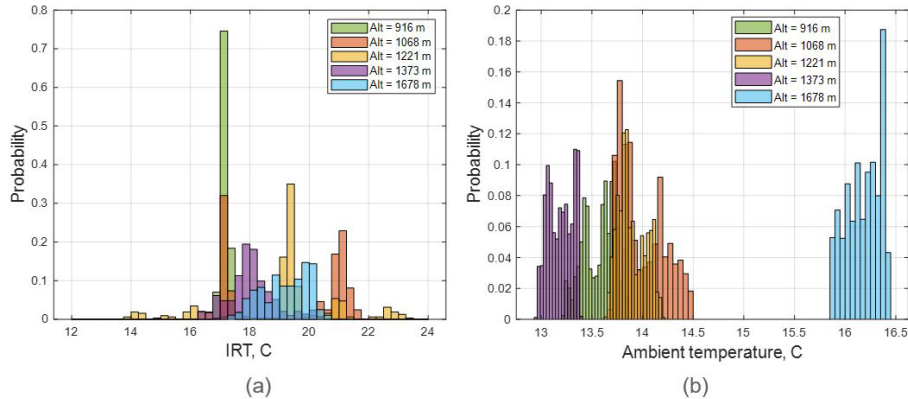 0.8
0.7
0.6
0.5
0.4
0.3
0.2
0.1
0
Probability
12 14 16 18 20 22 24
IRT, C
Alt = 916 m
Alt = 1068 m
Alt = 1221 m
Alt = 1373 m
Alt = 1678 m
(a)
0.2
0.18
0.16
0.14
0.12
0.1
0.08
0.06
0.04
0.02
0
Probability
13 13.5 14 14.5 15 15.5 16 16.5
Ambient temperature, C
Alt = 916 m
Alt = 1068 m
Alt = 1221 m
Alt = 1373 m
Alt = 1678 m
(b)